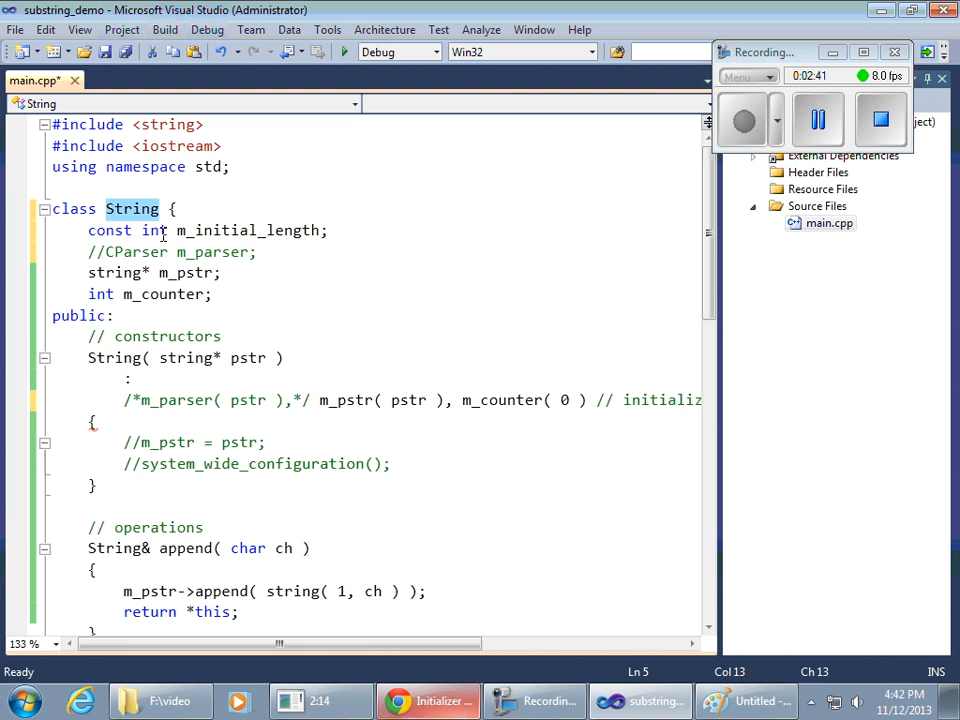 substring_demo - Microsoft Visual Studio (Administrator)
File Edit View Project Build Debug Team Data Tools Architecture Test Analyze Window Help
Debug Win32
Recording...
Menu 0:02:41 8.0 fps
main.cpp*
String
#include <string>
#include <iostream>
using namespace std;
class String {
const int m_initial_length;
//CParser m_parser;
string* m_pstr;
int m_counter;
public:
// constructors
String( string* pstr )
:
/*m_parser( pstr ),*/ m_pstr( pstr ), m_counter( 0 ) // initializ
{
//m_pstr = pstr;
//system_wide_configuration();
}
// operations
String& append( char ch )
{
m_pstr->append( string( 1, ch ) );
return *this;
}
ject)
External Dependencies
Header Files
Resource Files
Source Files
main.cpp
133 %
Ready Ln 5 Col 13 Ch 13 INS
F:\video 2:14 Initializer ... Recording... substring... Untitled -...
4:42 PM
11/12/2013